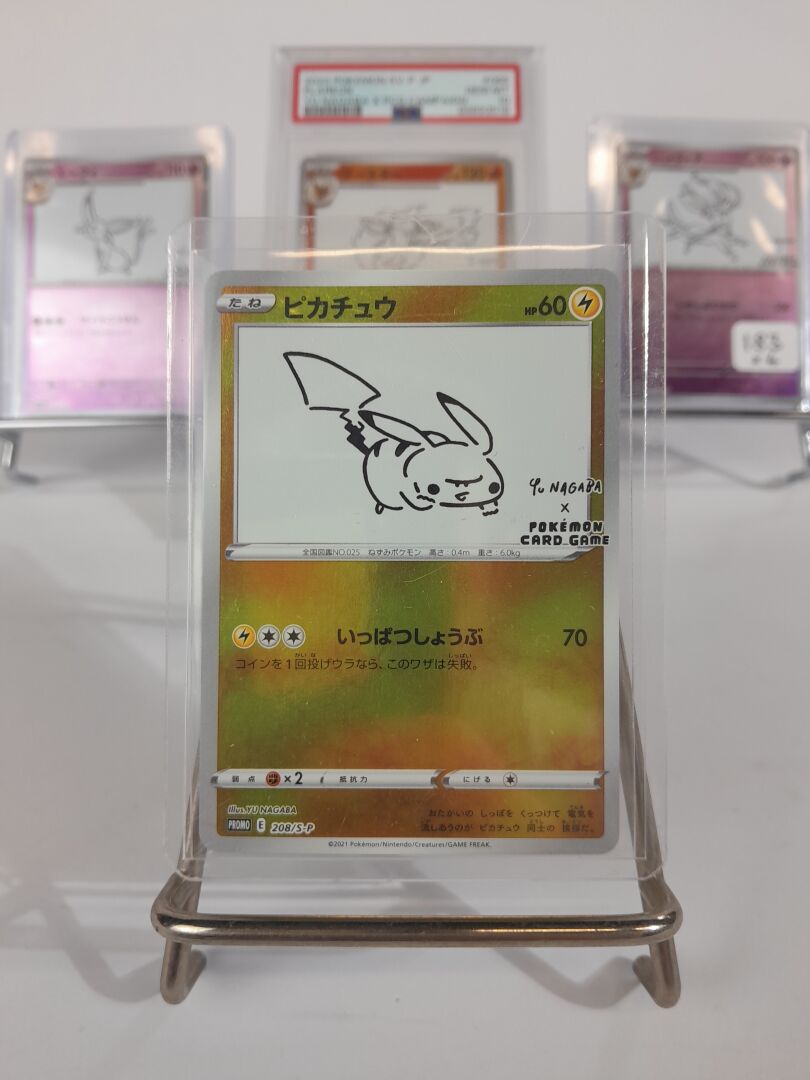 たね ピカチュウ HP60
YU NAGABA
X
POKÉMON
CARD GAME
全国図鑑NO.025 ねずみポケモン 高さ:0.4m 重さ:6.0kg
いっぱつしょうぶ 70
コインを1回投げウラなら、このワザは失敗。
弱点 ×2 抵抗力 にげる
illus.YU NAGABA
PROMO E 208/S-P
おたがいの しっぽを くっつけて 電気を
流しあうのが ピカチュウ 同士の 挨拶だ。
©2021 Pokémon/Nintendo/Creatures/GAME FREAK.
183